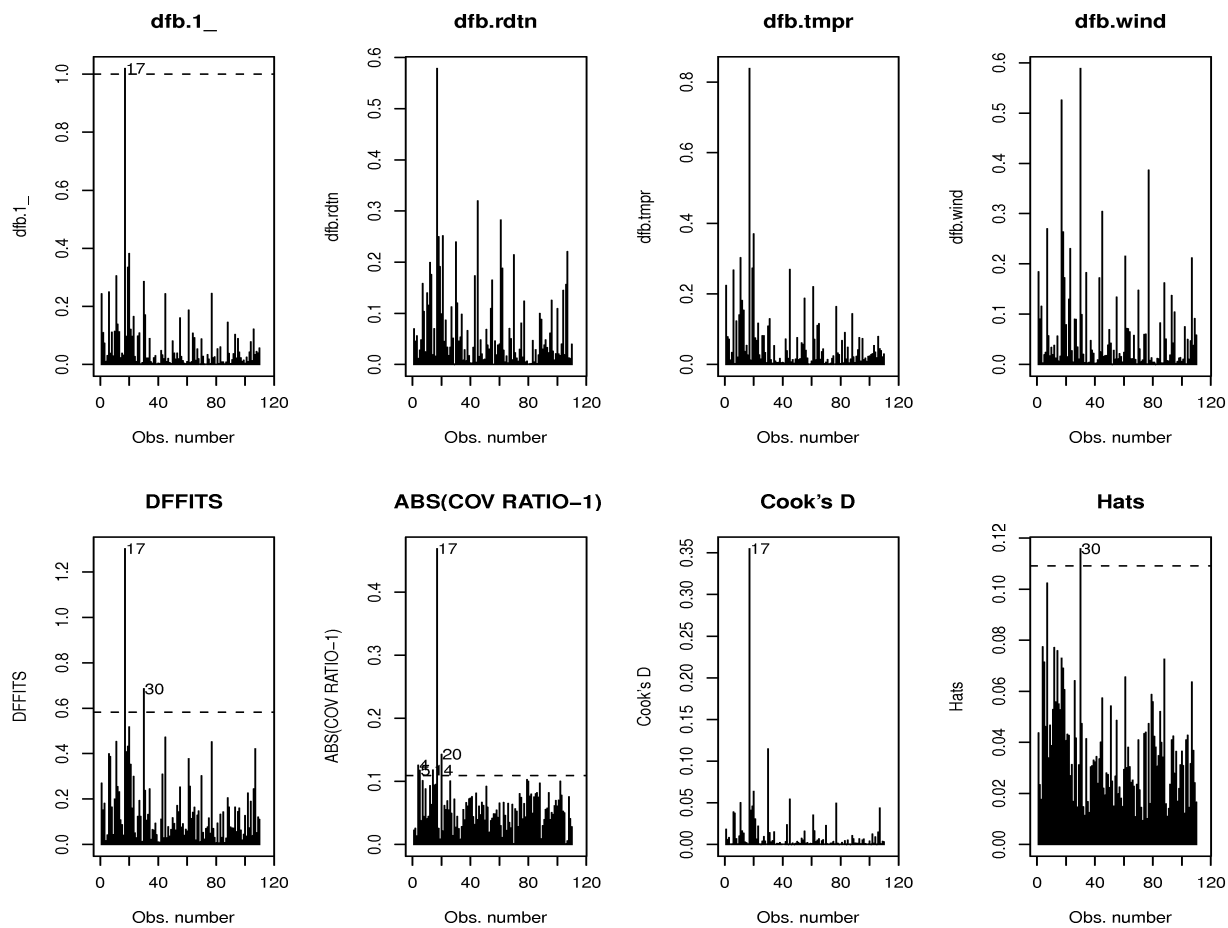 dfb.1_
dfb.rdtn
dfb.tmpr
dfb.wind
dfb.1_
0.0 0.2 0.4 0.6 0.8 1.0
17
0 40 80 120
Obs. number
dfb.rdtn
0.0 0.1 0.2 0.3 0.4 0.5 0.6
0 40 80 120
Obs. number
dfb.tmpr
0.0 0.2 0.4 0.6 0.8
0 40 80 120
Obs. number
dfb.wind
0.0 0.1 0.2 0.3 0.4 0.5 0.6
0 40 80 120
Obs. number
DFFITS
ABS(COV RATIO−1)
Cook's D
Hats
DFFITS
0.0 0.2 0.4 0.6 0.8 1.0 1.2
17
30
0 40 80 120
Obs. number
ABS(COV RATIO−1)
0.0 0.1 0.2 0.3 0.4
17
20
4
5
14
0 40 80 120
Obs. number
Cook's D
0.00 0.05 0.10 0.15 0.20 0.25 0.30 0.35
17
0 40 80 120
Obs. number
Hats
0.00 0.02 0.04 0.06 0.08 0.10 0.12
30
0 40 80 120
Obs. number